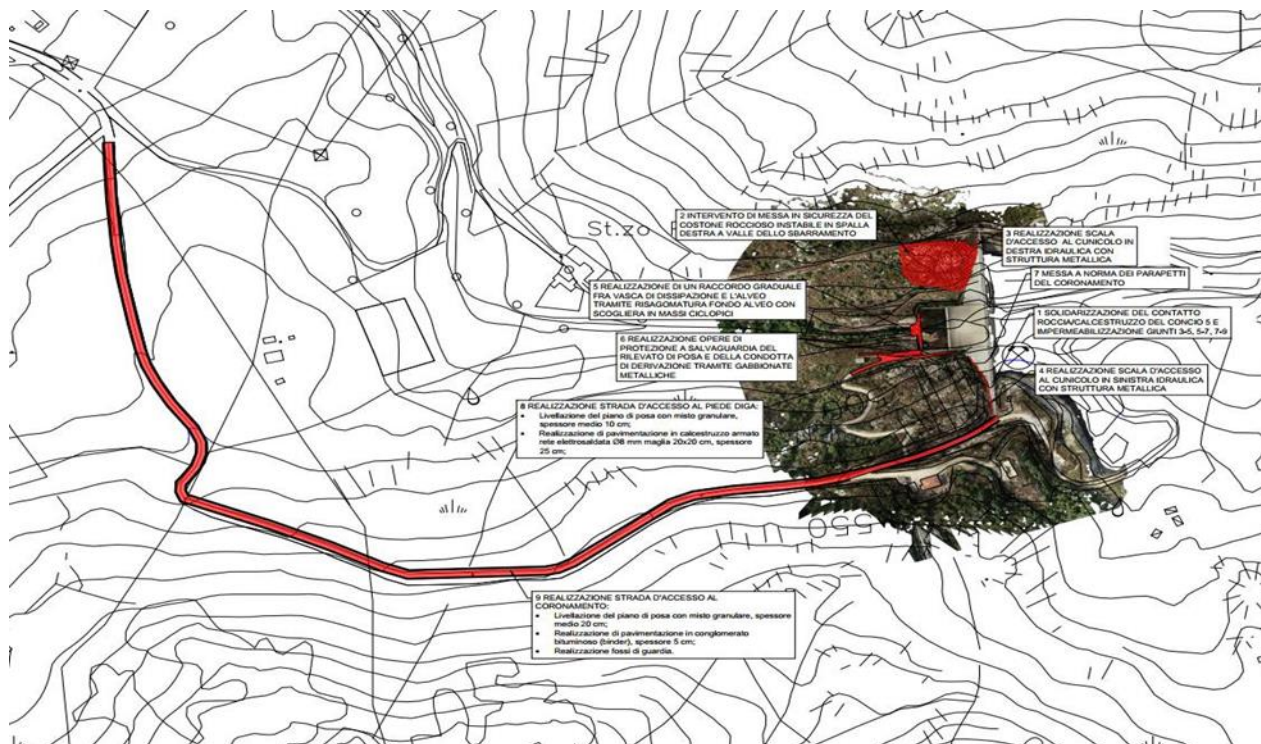 2 INTERVENTO DI MESSA IN SICUREZZA DEL
COSTONE ROCCIOSO INSTABILE IN SPALLA
DESTRA A VALLE DELLO SBARRAMENTO
St.zo
3 REALIZZAZIONE SCALA
D'ACCESSO AL CUNICOLO IN
DESTRA IDRAULICA CON
STRUTTURA METALLICA
7 MESSA A NORMA DEI PARAPETTI
DEL CORONAMENTO
5 REALIZZAZIONE DI UN RACCORDO GRADUALE
FRA VASCA DI DISSIPAZIONE E L'ALVEO
TRAMITE RISAGOMATURA FONDO ALVEO CON
SCOGLIERA IN MASSI CICLOPICI
1 SOLIDARIZZAZIONE DEL CONTATTO
ROCCIA/CALCESTRUZZO DEL CONCIO 5 E
IMPERMEABILIZZAZIONE GIUNTI 3-5, 5-7, 7-9
6 REALIZZAZIONE OPERE DI
PROTEZIONE A SALVAGUARDIA DEL
RILEVATO DI POSA E DELLA CONDOTTA
DI DERIVAZIONE TRAMITE GABBIONATE
METALLICHE
4 REALIZZAZIONE SCALA D'ACCESSO
AL CUNICOLO IN SINISTRA IDRAULICA
CON STRUTTURA METALLICA
8 REALIZZAZIONE STRADA D'ACCESSO AL PIEDE DIGA:
• Livellazione del piano di posa con misto granulare,
spessore medio 10 cm;
• Realizzazione di pavimentazione in calcestruzzo armato
rete elettrosaldata Ø8 mm maglia 20x20 cm, spessore
25 cm;
550
9 REALIZZAZIONE STRADA D'ACCESSO AL
CORONAMENTO:
• Livellazione del piano di posa con misto granulare, spessore
medio 20 cm;
• Realizzazione di pavimentazione in conglomerato
bituminoso (binder), spessore 5 cm;
• Realizzazione fossi di guardia.